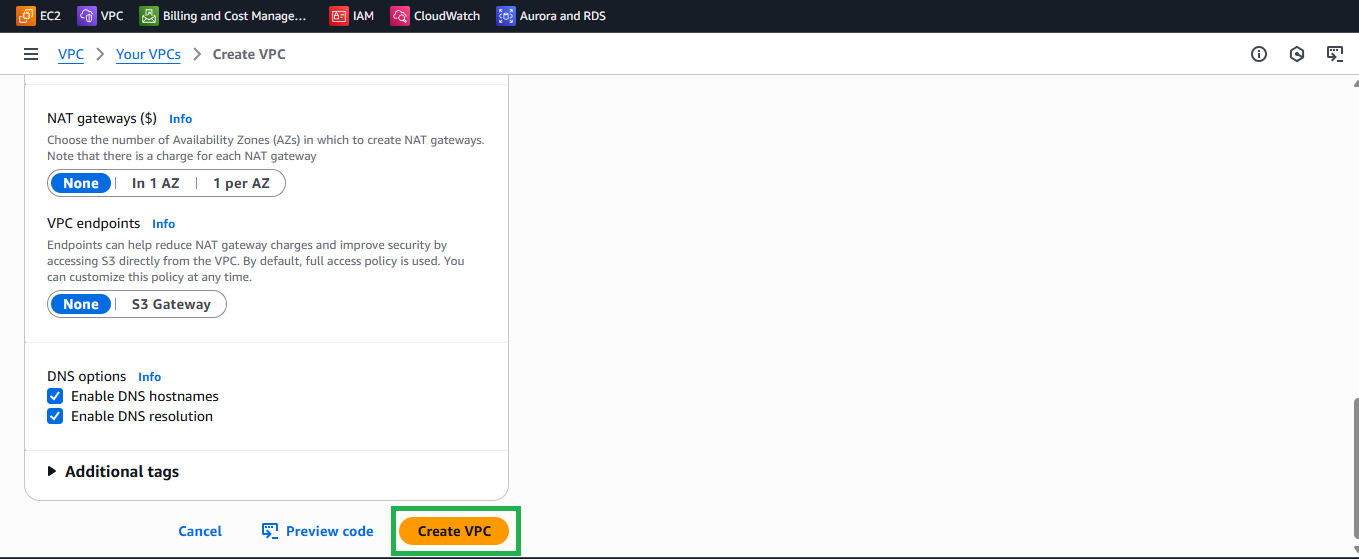 EC2 VPC Billing and Cost Manage... IAM CloudWatch Aurora and RDS
VPC > Your VPCs > Create VPC
NAT gateways ($) Info
Choose the number of Availability Zones (AZs) in which to create NAT gateways.
Note that there is a charge for each NAT gateway
None In 1 AZ 1 per AZ
VPC endpoints Info
Endpoints can help reduce NAT gateway charges and improve security by
accessing S3 directly from the VPC. By default, full access policy is used. You
can customize this policy at any time.
None S3 Gateway
DNS options Info
Enable DNS hostnames
Enable DNS resolution
Additional tags
Cancel Preview code Create VPC